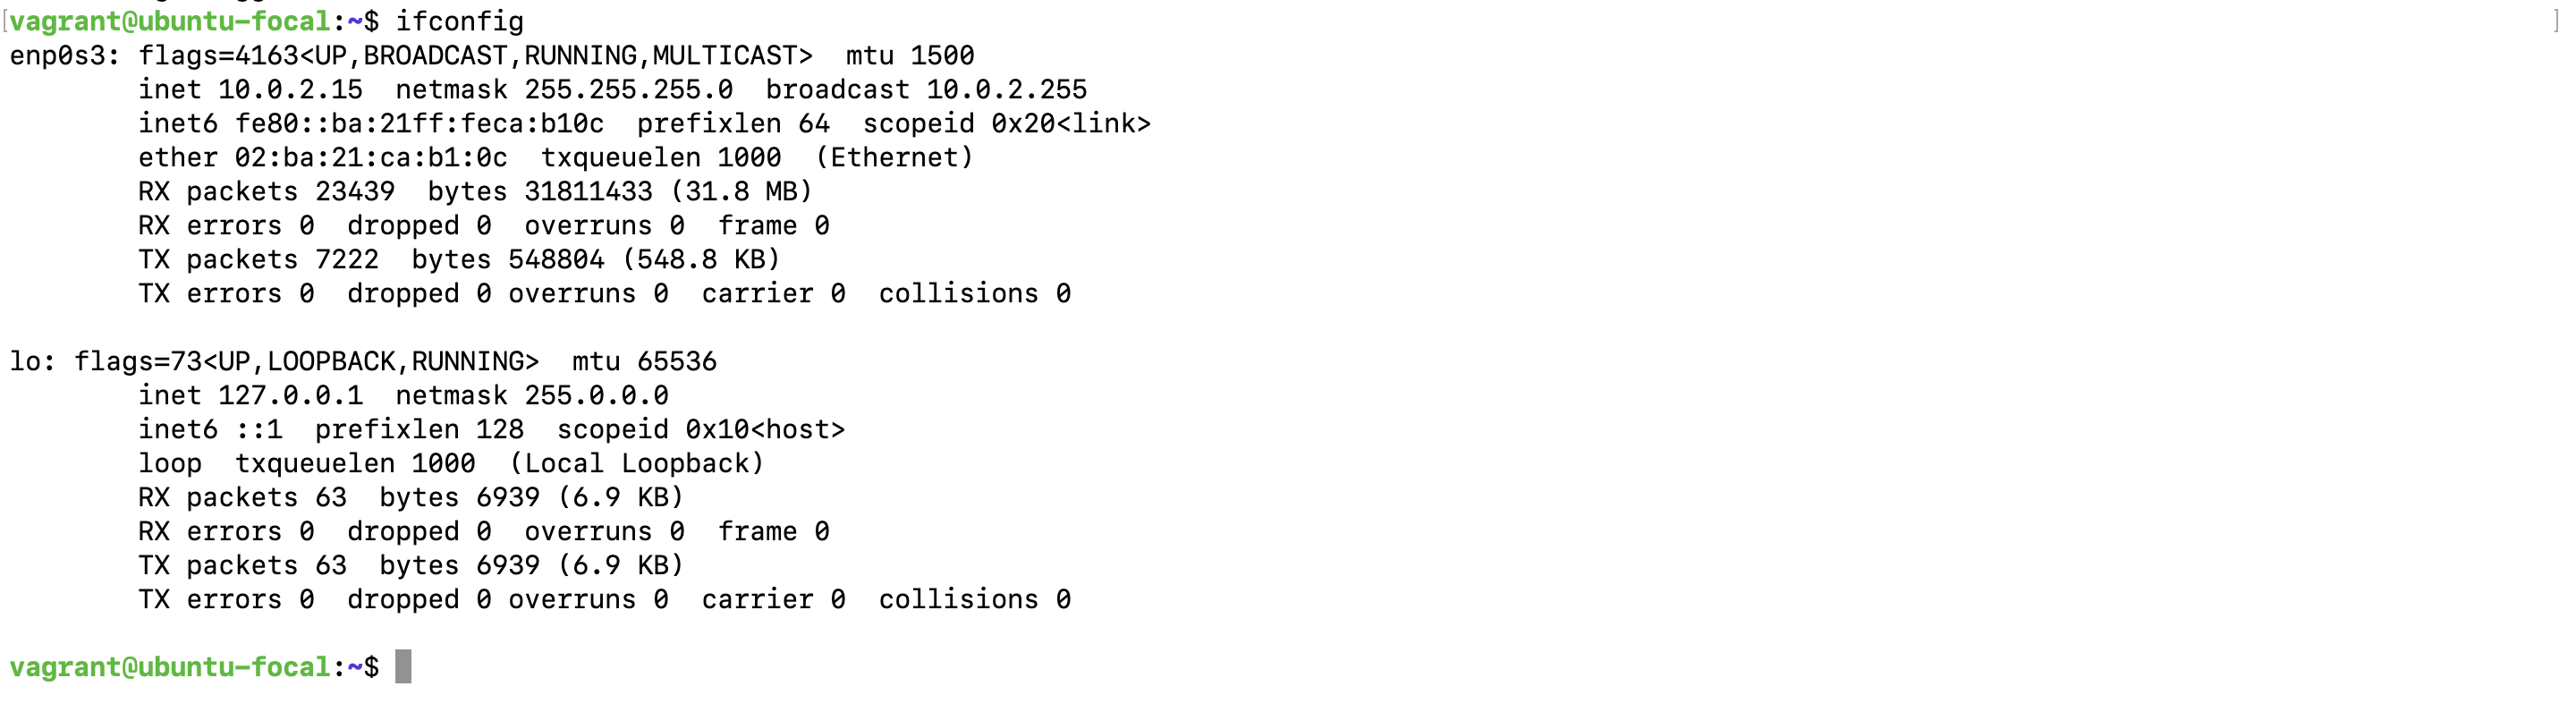 [vagrant@ubuntu-focal:~$ ifconfig ]
enp0s3: flags=4163<UP,BROADCAST,RUNNING,MULTICAST>  mtu 1500
        inet 10.0.2.15  netmask 255.255.255.0  broadcast 10.0.2.255
        inet6 fe80::ba:21ff:feca:b10c  prefixlen 64  scopeid 0x20<link>
        ether 02:ba:21:ca:b1:0c  txqueuelen 1000  (Ethernet)
        RX packets 23439  bytes 31811433 (31.8 MB)
        RX errors 0  dropped 0  overruns 0  frame 0
        TX packets 7222  bytes 548804 (548.8 KB)
        TX errors 0  dropped 0 overruns 0  carrier 0  collisions 0

lo: flags=73<UP,LOOPBACK,RUNNING>  mtu 65536
        inet 127.0.0.1  netmask 255.0.0.0
        inet6 ::1  prefixlen 128  scopeid 0x10<host>
        loop  txqueuelen 1000  (Local Loopback)
        RX packets 63  bytes 6939 (6.9 KB)
        RX errors 0  dropped 0  overruns 0  frame 0
        TX packets 63  bytes 6939 (6.9 KB)
        TX errors 0  dropped 0 overruns 0  carrier 0  collisions 0

vagrant@ubuntu-focal:~$